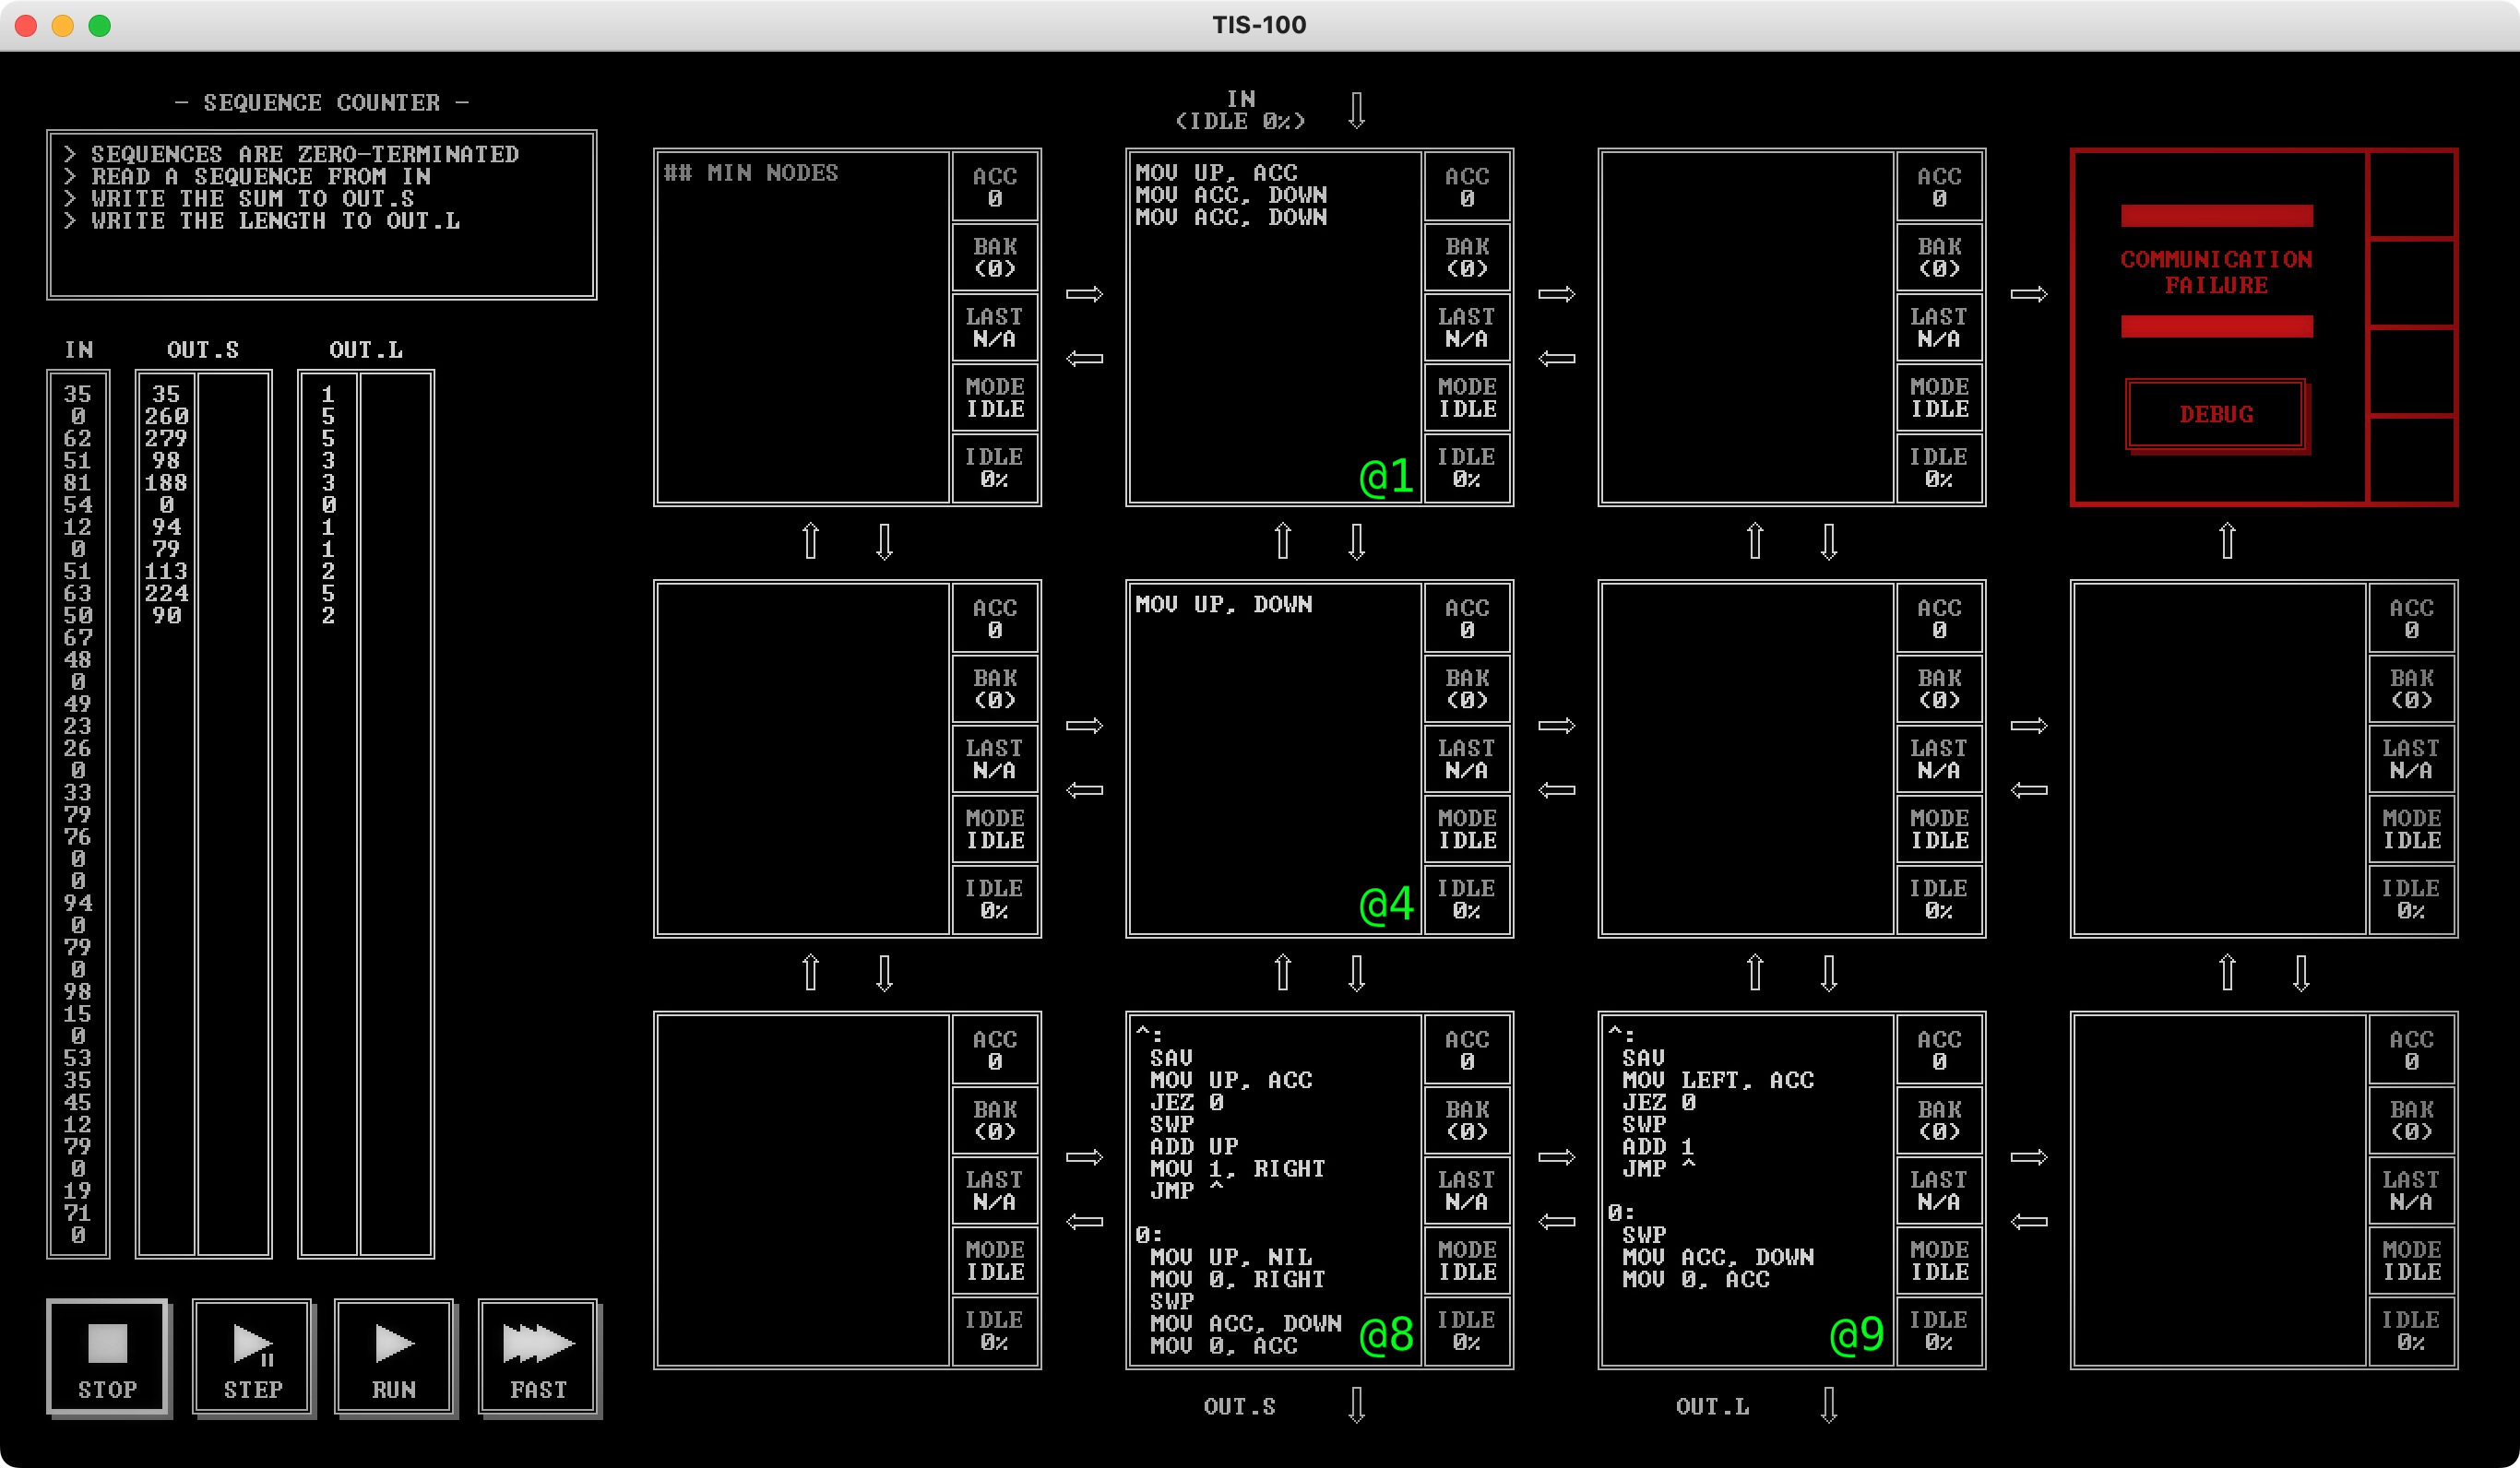 TIS-100
- SEQUENCE COUNTER -
> SEQUENCES ARE ZERO-TERMINATED
> READ A SEQUENCE FROM IN
> WRITE THE SUM TO OUT.S
> WRITE THE LENGTH TO OUT.L
IN OUT.S OUT.L
35 35 1
0 260 5
62 279 5
51 98 3
81 188 3
54 0 0
12 94 1
0 79 1
51 113 2
63 224 5
50 90 2
67
48
0
49
23
26
0
33
79
76
0
0
94
0
79
0
98
15
0
53
35
45
12
79
0
19
71
0
STOP
STEP
RUN
FAST
IN
(IDLE 0%)
## MIN NODES
ACC
0
BAK
(0)
LAST
N/A
MODE
IDLE
IDLE
0%
MOV UP, ACC
MOV ACC, DOWN
MOV ACC, DOWN
@1
ACC
0
BAK
(0)
LAST
N/A
MODE
IDLE
IDLE
0%
ACC
0
BAK
(0)
LAST
N/A
MODE
IDLE
IDLE
0%
COMMUNICATION
FAILURE
DEBUG
ACC
0
BAK
(0)
LAST
N/A
MODE
IDLE
IDLE
0%
MOV UP, DOWN
@4
ACC
0
BAK
(0)
LAST
N/A
MODE
IDLE
IDLE
0%
ACC
0
BAK
(0)
LAST
N/A
MODE
IDLE
IDLE
0%
ACC
0
BAK
(0)
LAST
N/A
MODE
IDLE
IDLE
0%
ACC
0
BAK
(0)
LAST
N/A
MODE
IDLE
IDLE
0%
^:
SAV
MOV UP, ACC
JEZ 0
SWP
ADD UP
MOV 1, RIGHT
JMP ^
0:
MOV UP, NIL
MOV 0, RIGHT
SWP
MOV ACC, DOWN
MOV 0, ACC
@8
ACC
0
BAK
(0)
LAST
N/A
MODE
IDLE
IDLE
0%
^:
SAV
MOV LEFT, ACC
JEZ 0
SWP
ADD 1
JMP ^
0:
SWP
MOV ACC, DOWN
MOV 0, ACC
@9
ACC
0
BAK
(0)
LAST
N/A
MODE
IDLE
IDLE
0%
ACC
0
BAK
(0)
LAST
N/A
MODE
IDLE
IDLE
0%
OUT.S
OUT.L